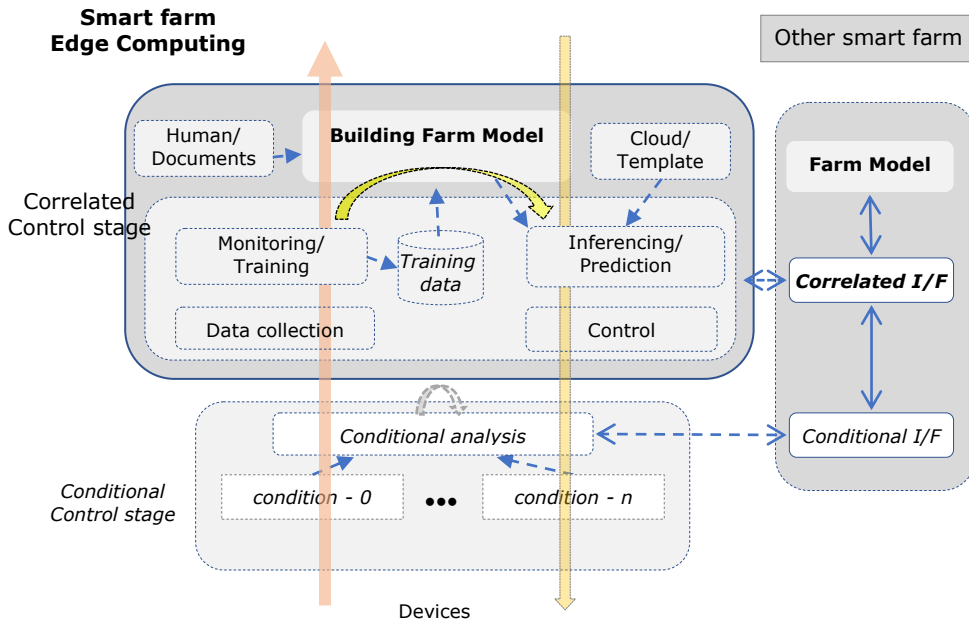 Smart farm
Edge Computing
Other smart farm
Human/
Documents
Building Farm Model
Cloud/
Template
Farm Model
Correlated
Control stage
Monitoring/
Training
Training
data
Inferencing/
Prediction
Correlated I/F
Data collection
Control
Conditional analysis
Conditional I/F
Conditional
Control stage
condition - 0
•••
condition - n
Devices